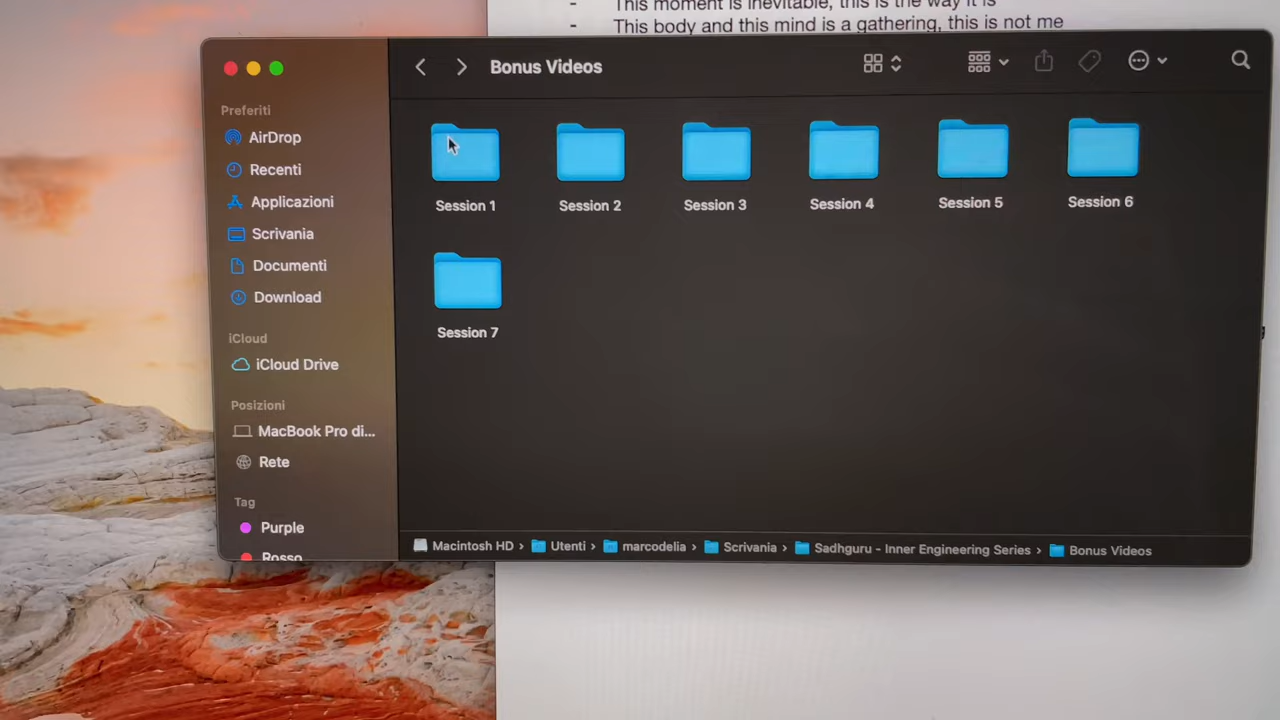 This moment is inevitable, this is the way it is
- This body and this mind is a gathering, this is not me
Bonus Videos
Preferiti
AirDrop
Recenti
Applicazioni
Scrivania
Documenti
Download
iCloud
iCloud Drive
Posizioni
MacBook Pro di...
Rete
Tag
Purple
Rosso
Session 1
Session 2
Session 3
Session 4
Session 5
Session 6
Session 7
Macintosh HD › Utenti › marcodelia › Scrivania › Sadhguru - Inner Engineering Series › Bonus Videos